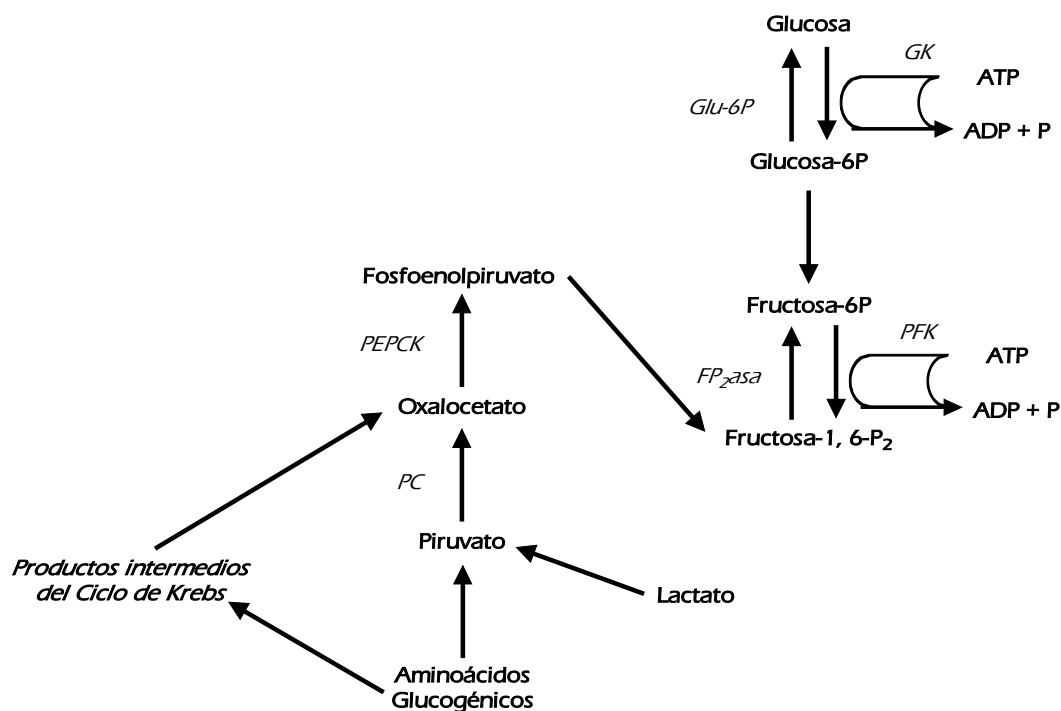 Glucosa
GK
ATP
Glu-6P
ADP + P
Glucosa-6P
Fosfoenolpiruvato
Fructosa-6P
PFK
PEPCK
ATP
FP₂asa
Oxalocetato
ADP + P
Fructosa-1, 6-P₂
PC
Piruvato
Productos intermedios
del Ciclo de Krebs
Lactato
Aminoácidos
Glucogénicos